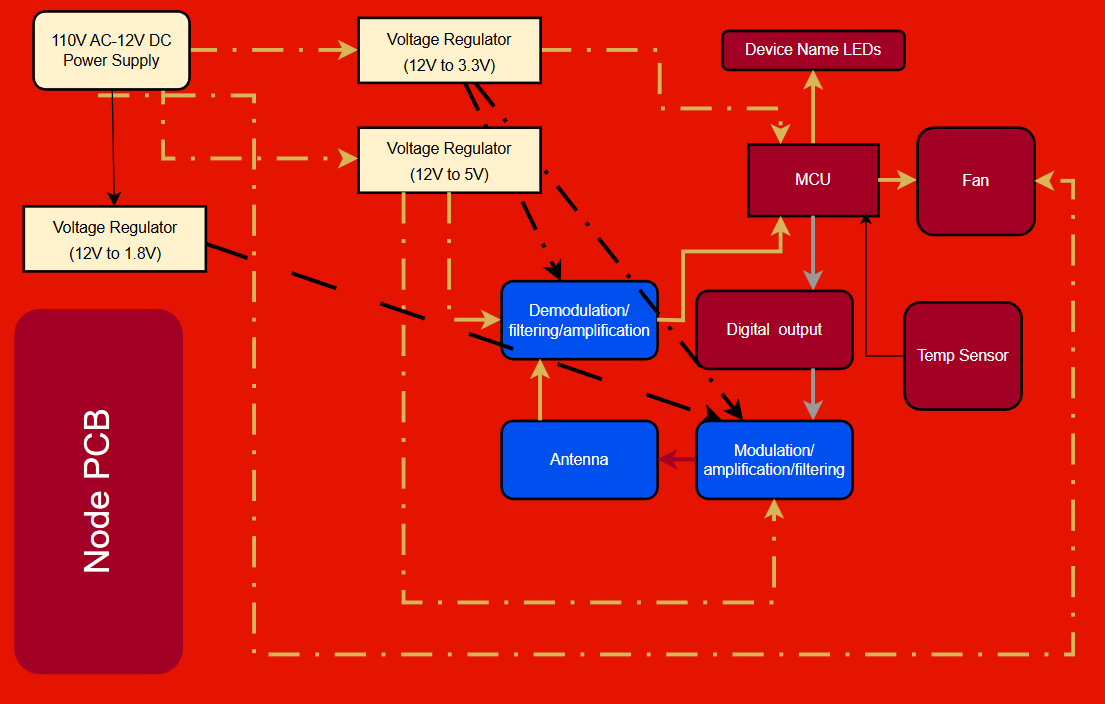 110V AC-12V DC
Power Supply
Voltage Regulator
(12V to 3.3V)
Device Name LEDs
Voltage Regulator
(12V to 5V)
MCU
Fan
Voltage Regulator
(12V to 1.8V)
Demodulation/
filtering/amplification
Digital output
Temp Sensor
Node PCB
Antenna
Modulation/
amplification/filtering